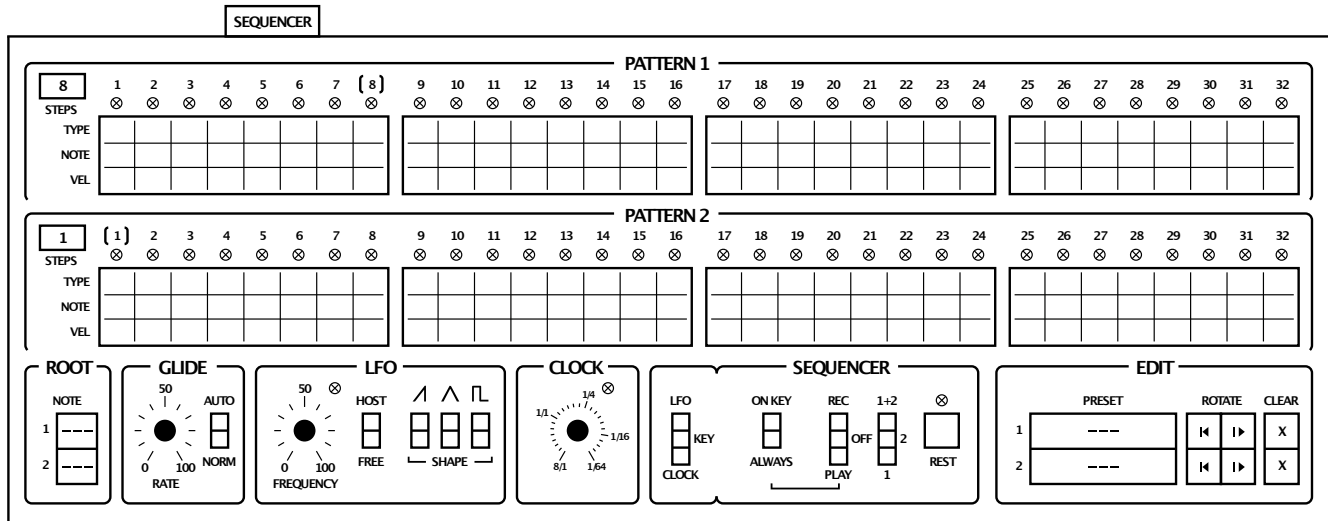 SEQUENCER
PATTERN 1
8 1 2 3 4 5 6 7 (8) 9 10 11 12 13 14 15 16 17 18 19 20 21 22 23 24 25 26 27 28 29 30 31 32
STEPS
TYPE
NOTE
VEL
PATTERN 2
1 (1) 2 3 4 5 6 7 8 9 10 11 12 13 14 15 16 17 18 19 20 21 22 23 24 25 26 27 28 29 30 31 32
STEPS
TYPE
NOTE
VEL
ROOT
NOTE
1 ---
2 ---
GLIDE
50
0 100
RATE
AUTO
NORM
LFO
50
0 100
FREQUENCY
HOST
FREE
SHAPE
CLOCK
1/4
1/1
1/16
8/1 1/64
SEQUENCER
LFO
KEY
CLOCK
ON KEY
ALWAYS
REC
OFF
PLAY
1+2
2
1
REST
EDIT
PRESET ROTATE CLEAR
1 --- X
2 --- X